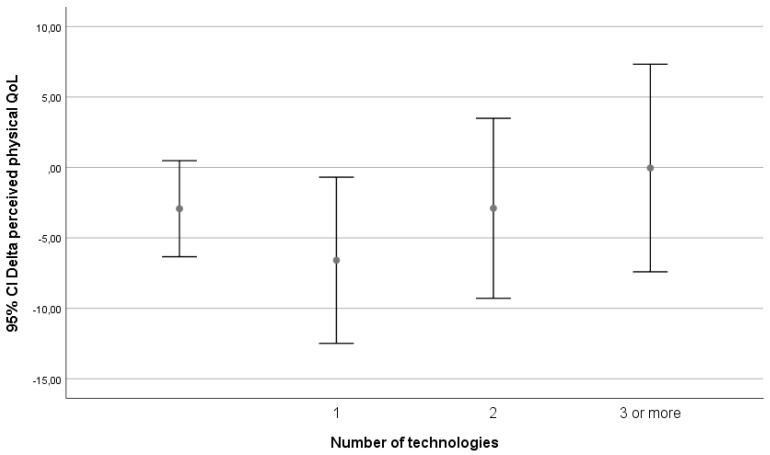 10,00
5,00
,00
-5,00
-10,00
-15,00
95% CI Delta perceived physical QoL
1 2 3 or more
Number of technologies